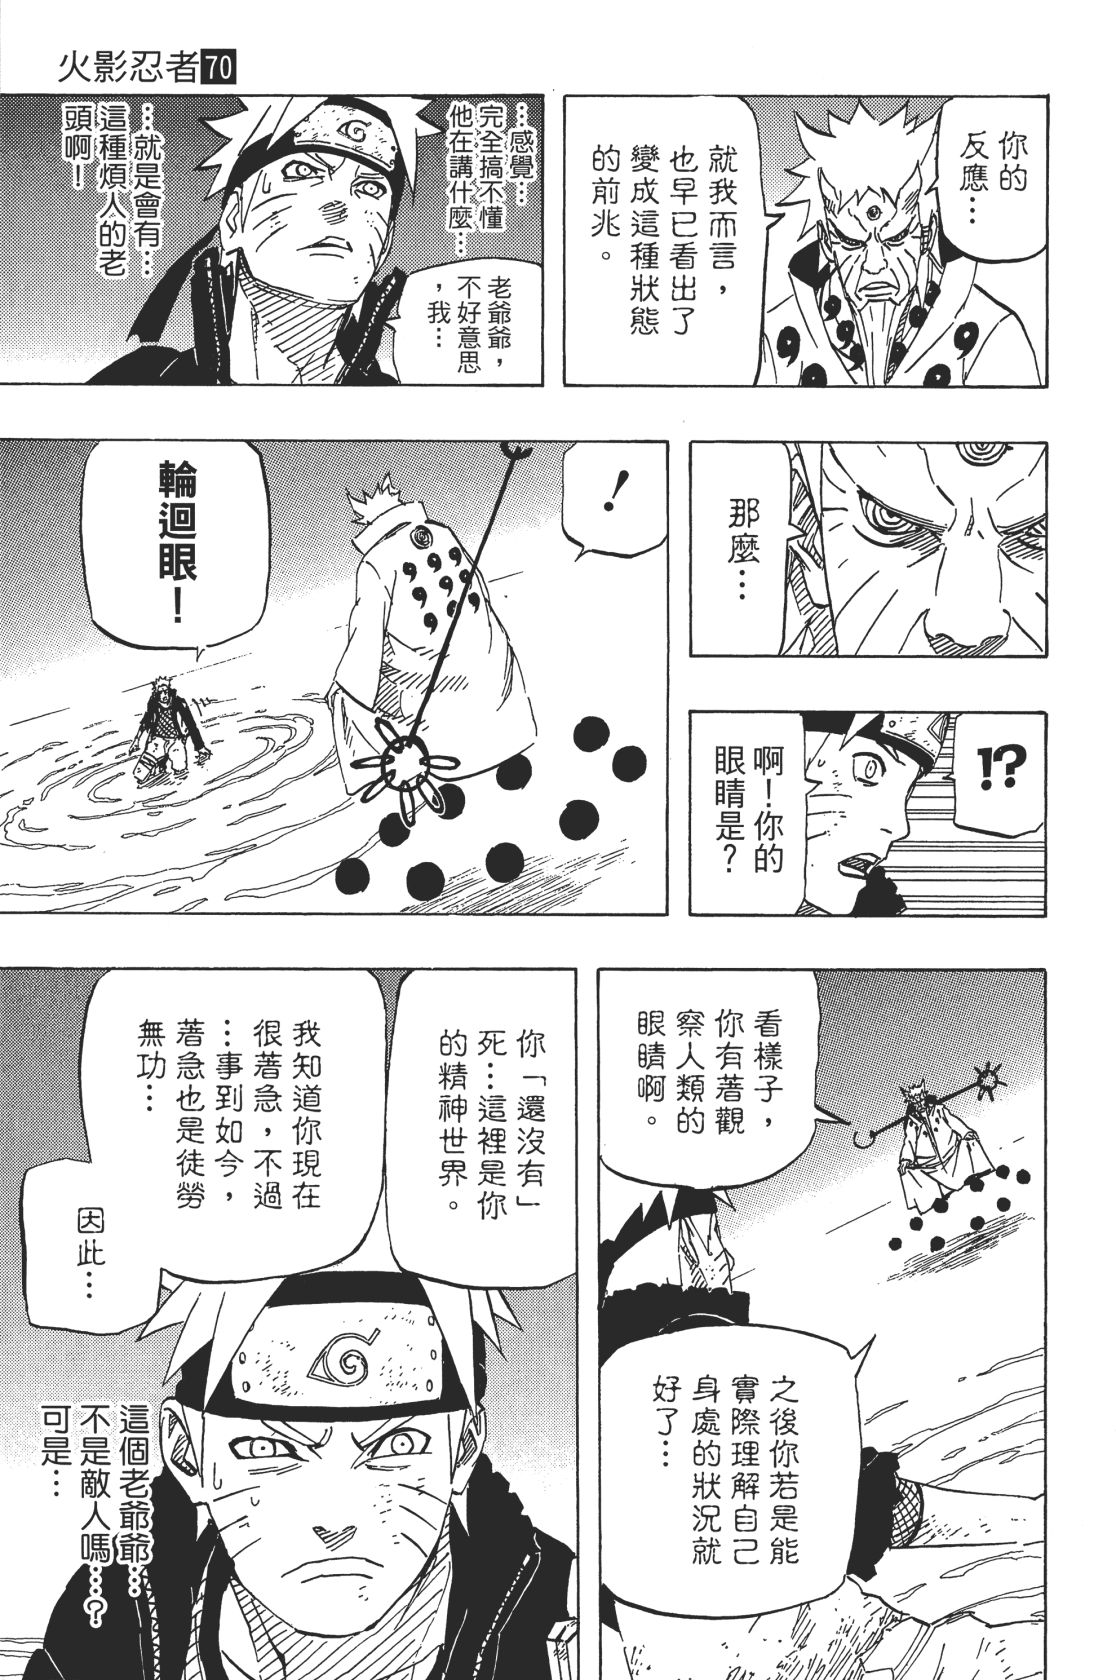 火影忍者70
你的
反應…
就我而言，
也早已看出了
變成這種狀態
的前兆。
…感覺…
完全搞不懂
他在講什麼…
…就是會有…
這種煩人的老
頭啊！
老爺爺，
不好意思
，我…
那麼…
！
輪迴眼！
！？
啊！你的
眼睛是？
看樣子，
你有著觀
察人類的
眼睛啊。
之後你若是能
實際理解自己
身處的狀況就
好了…
你「還沒有」
死…這裡是你
的精神世界。
我知道你現在
很著急，不過
…事到如今，
著急也是徒勞
無功…
因此…
這個老爺爺…
不是敵人嗎…？
可是…